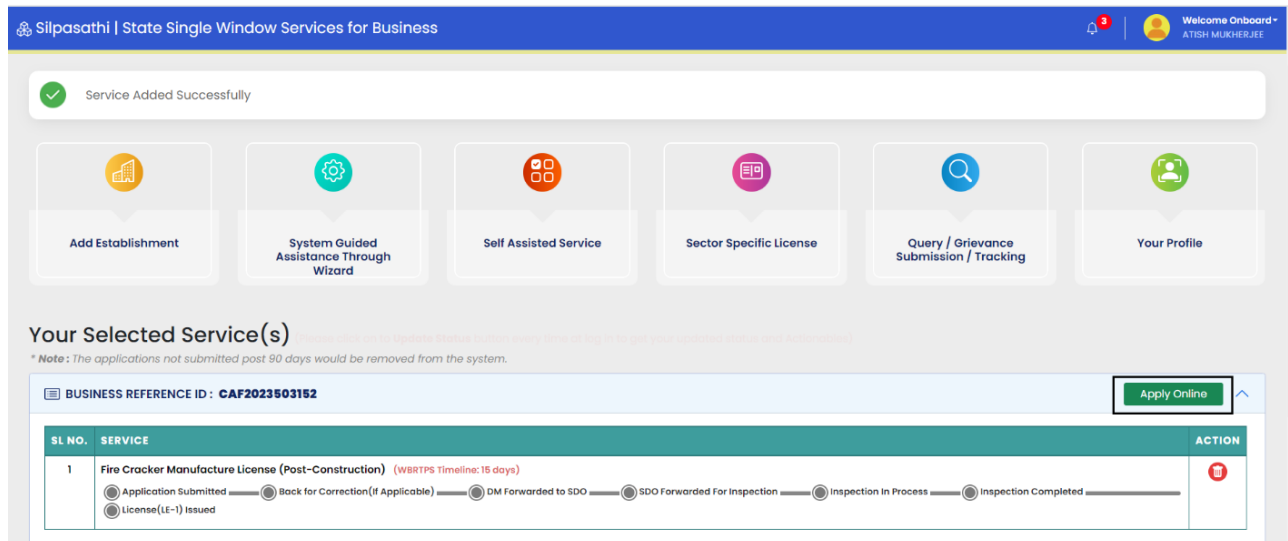 Silpasathi | State Single Window Services for Business
3
Welcome Onboard
ATISH MUKHERJEE
Service Added Successfully
Add Establishment
System Guided
Assistance Through
Wizard
Self Assisted Service
Sector Specific License
Query / Grievance
Submission / Tracking
Your Profile
Your Selected Service(s)
* Note : The applications not submitted post 90 days would be removed from the system.
BUSINESS REFERENCE ID : CAF2023503152
Apply Online
SL NO. SERVICE ACTION
1 Fire Cracker Manufacture License (Post-Construction) (WBRTPS Timeline: 15 days)
Application Submitted Back for Correction(If Applicable) DM Forwarded to SDO SDO Forwarded For Inspection Inspection In Process Inspection Completed
License(LE-1) Issued